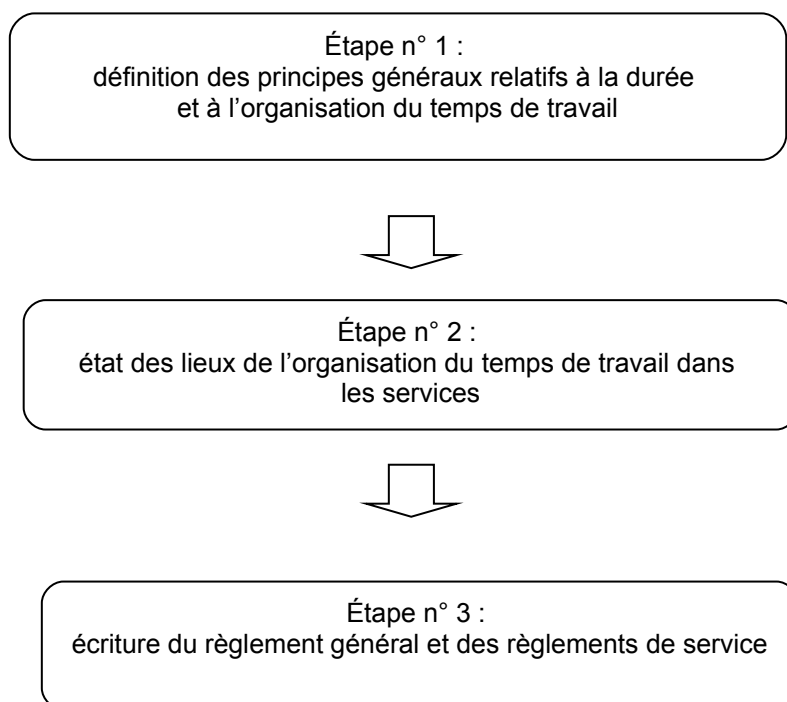 Étape n° 1 :
définition des principes généraux relatifs à la durée
et à l’organisation du temps de travail
Étape n° 2 :
état des lieux de l’organisation du temps de travail dans
les services
Étape n° 3 :
écriture du règlement général et des règlements de service